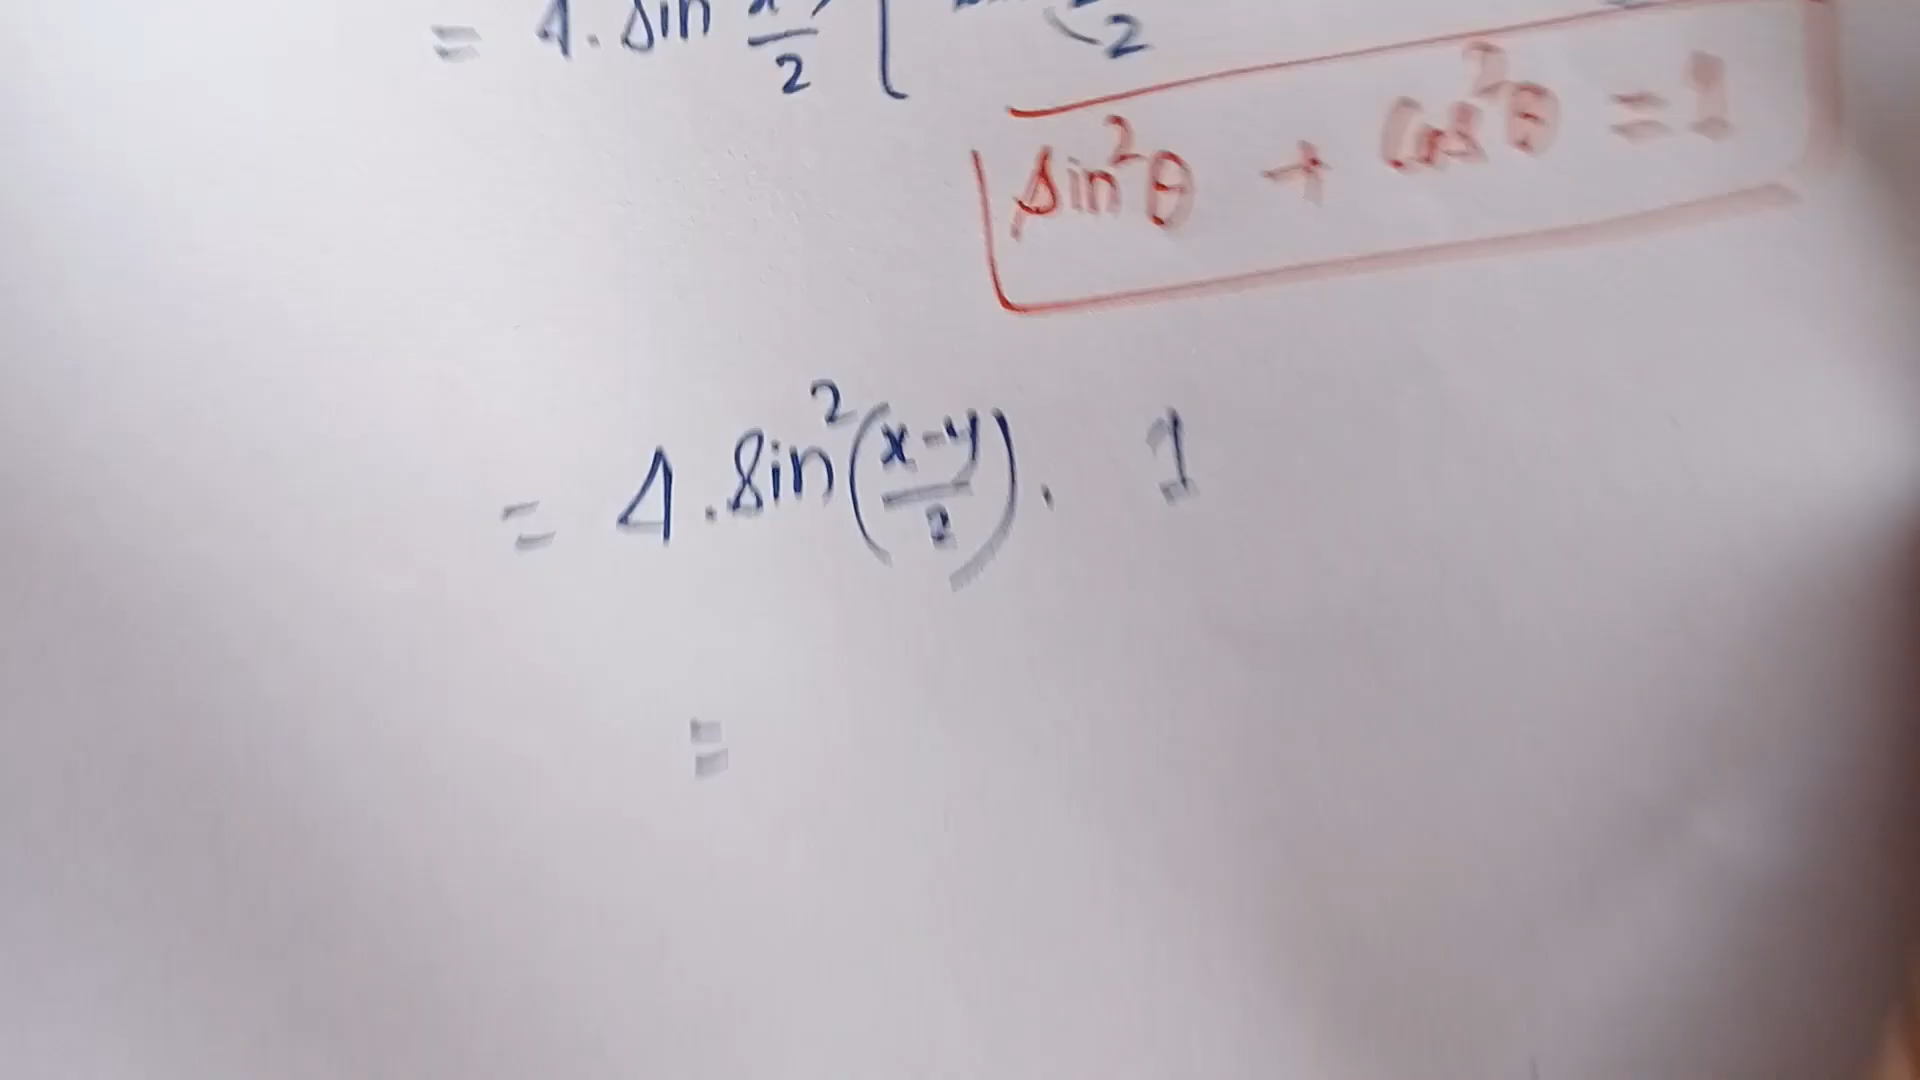 = 4. sin x/2 [ 2
sin²θ + cos²θ = 1
= 4. sin²(x-y/2). 1
=